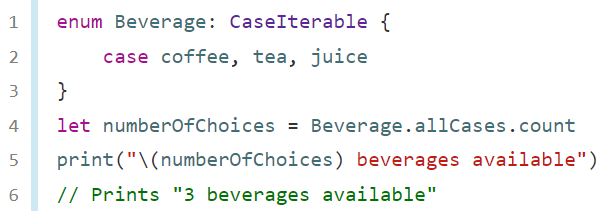 1 enum Beverage: CaseIterable {
2     case coffee, tea, juice
3 }
4 let numberOfChoices = Beverage.allCases.count
5 print("\(numberOfChoices) beverages available")
6 // Prints "3 beverages available"